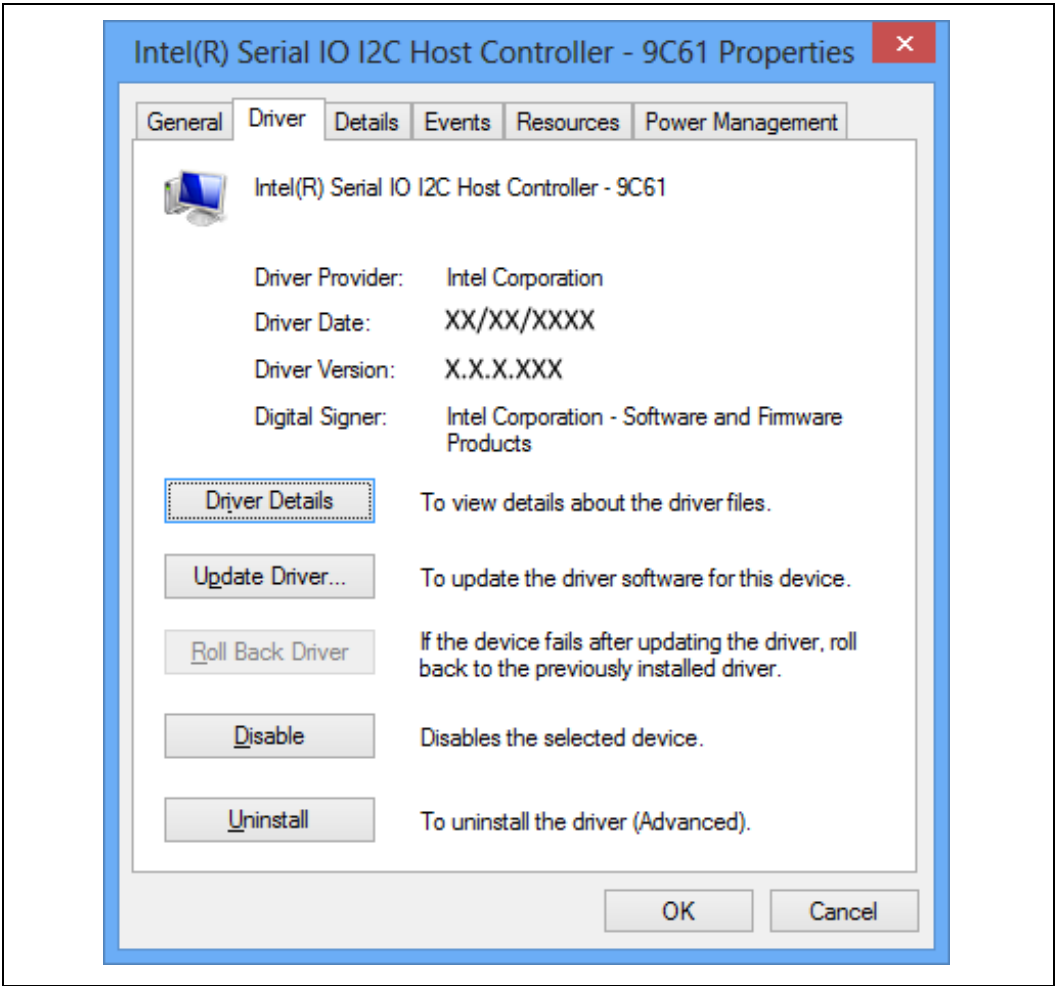 Intel(R) Serial IO I2C Host Controller - 9C61 Properties
General Driver Details Events Resources Power Management
Intel(R) Serial IO I2C Host Controller - 9C61
Driver Provider: Intel Corporation
Driver Date: XX/XX/XXXX
Driver Version: X.X.X.XXX
Digital Signer: Intel Corporation - Software and Firmware
Products
Driver Details To view details about the driver files.
Update Driver... To update the driver software for this device.
Roll Back Driver If the device fails after updating the driver, roll
back to the previously installed driver.
Disable Disables the selected device.
Uninstall To uninstall the driver (Advanced).
OK Cancel